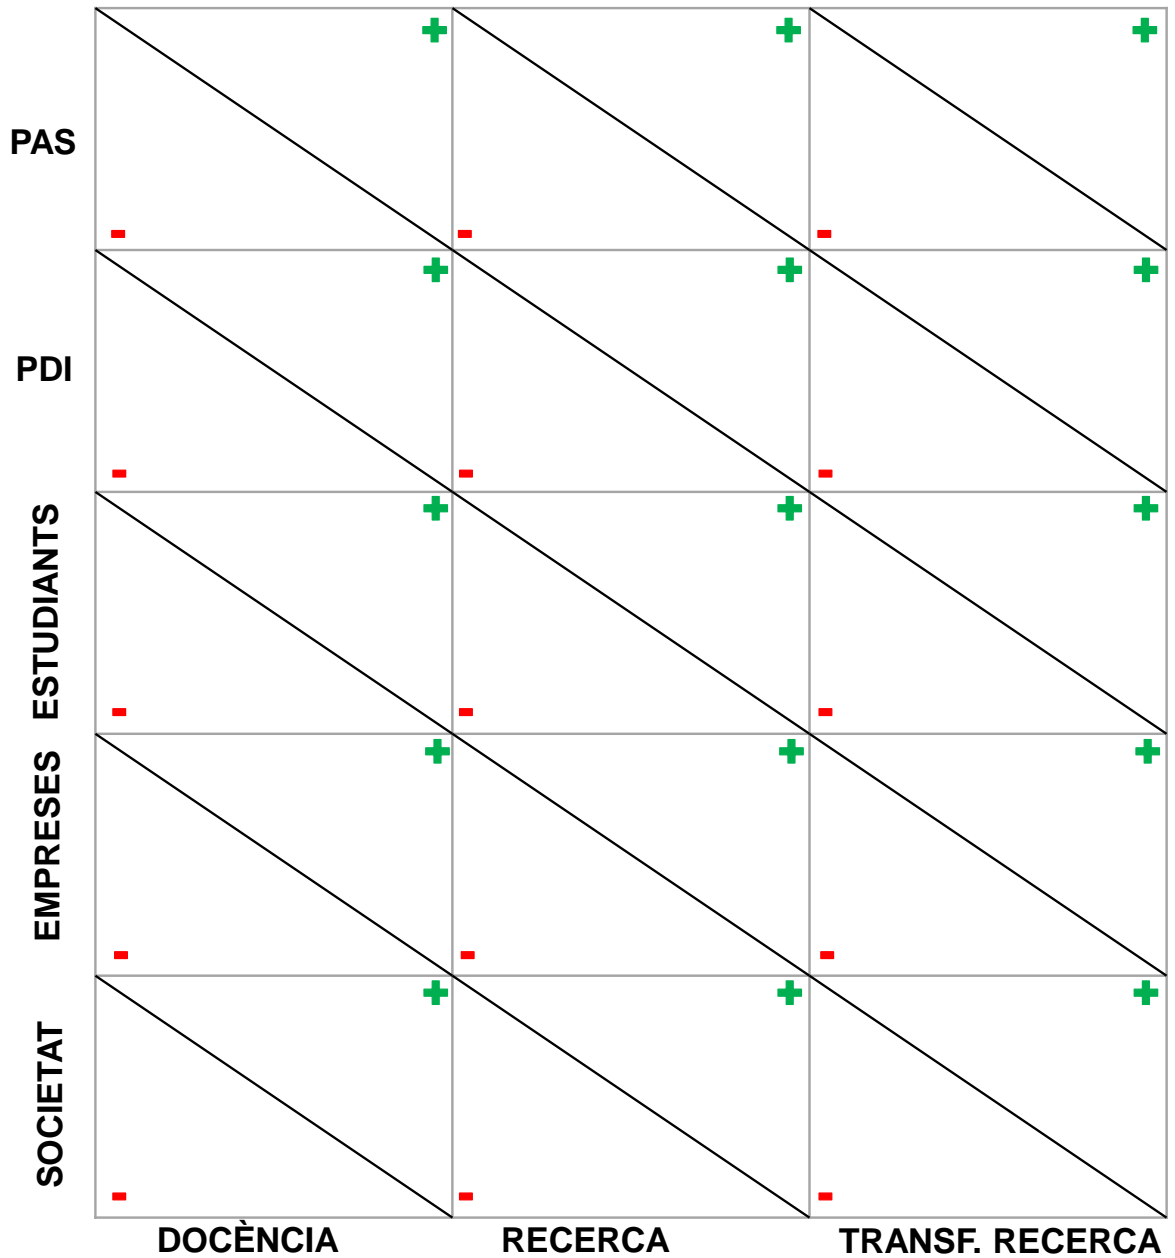 PAS
PDI
ESTUDIANTS
EMPRESES
SOCIETAT
DOCÈNCIA
RECERCA
TRANSF. RECERCA